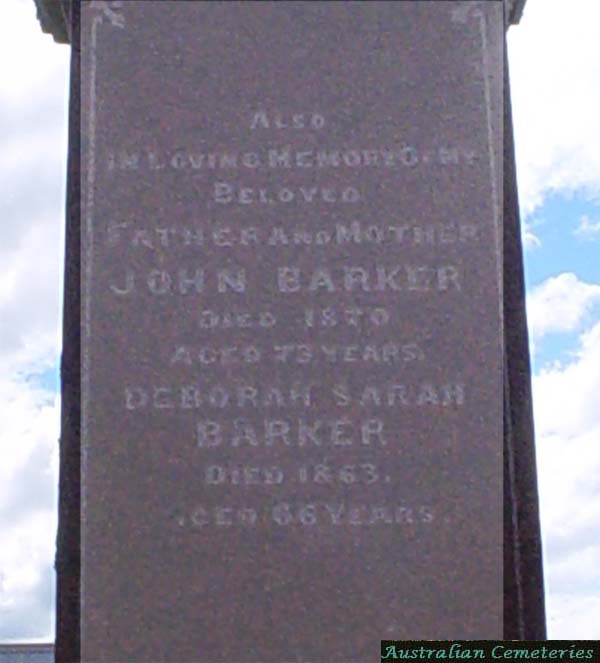 ALSO
IN LOVING MEMORY OF MY
BELOVED
FATHER AND MOTHER
JOHN BARKER
DIED 1870
AGED 73 YEARS.
DEBORAH SARAH
BARKER
DIED 1863.
AGED 66 YEARS.
Australian Cemeteries